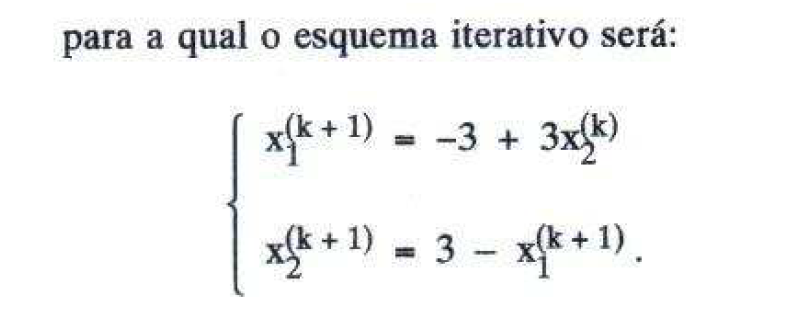 para a qual o esquema iterativo será:
x₁⁽ᵏ ⁺ ¹⁾ = −3 + 3x₂⁽ᵏ⁾
x₂⁽ᵏ ⁺ ¹⁾ = 3 − x₁⁽ᵏ ⁺ ¹⁾.